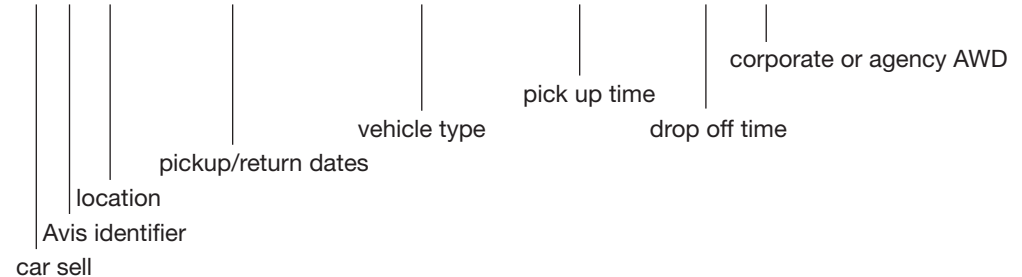 corporate or agency AWD
pick up time
vehicle type
drop off time
pickup/return dates
location
Avis identifier
car sell